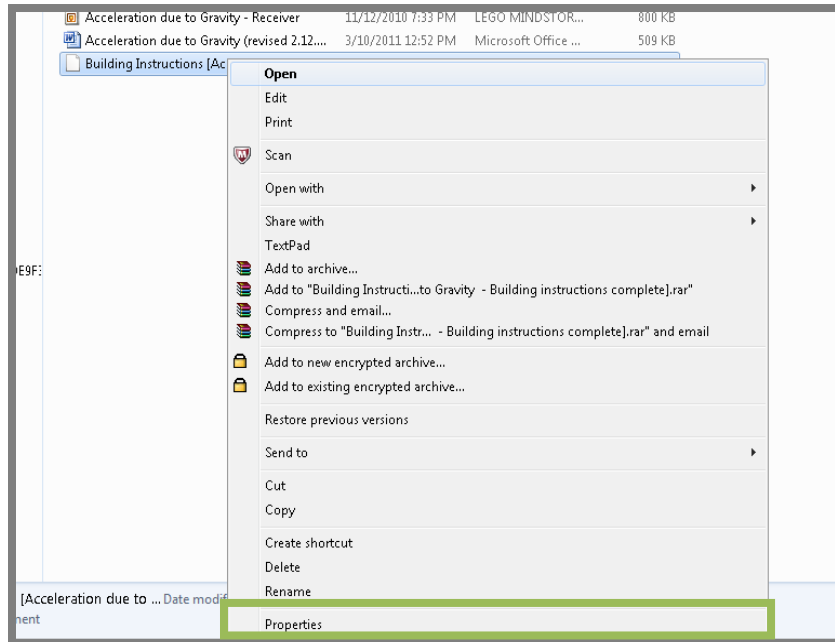 Acceleration due to Gravity - Receiver 11/12/2010 7:33 PM LEGO MINDSTOR... 800 KB
Acceleration due to Gravity (revised 2.12.... 3/10/2011 12:52 PM Microsoft Office ... 509 KB
Building Instructions [Ac
Open
Edit
Print
Scan
Open with
Share with
TextPad
Add to archive...
Add to "Building Instructi...to Gravity - Building instructions complete].rar"
Compress and email...
Compress to "Building Instr... - Building instructions complete].rar" and email
Add to new encrypted archive...
Add to existing encrypted archive...
Restore previous versions
Send to
Cut
Copy
Create shortcut
Delete
Rename
Properties
[Acceleration due to ... Date modif